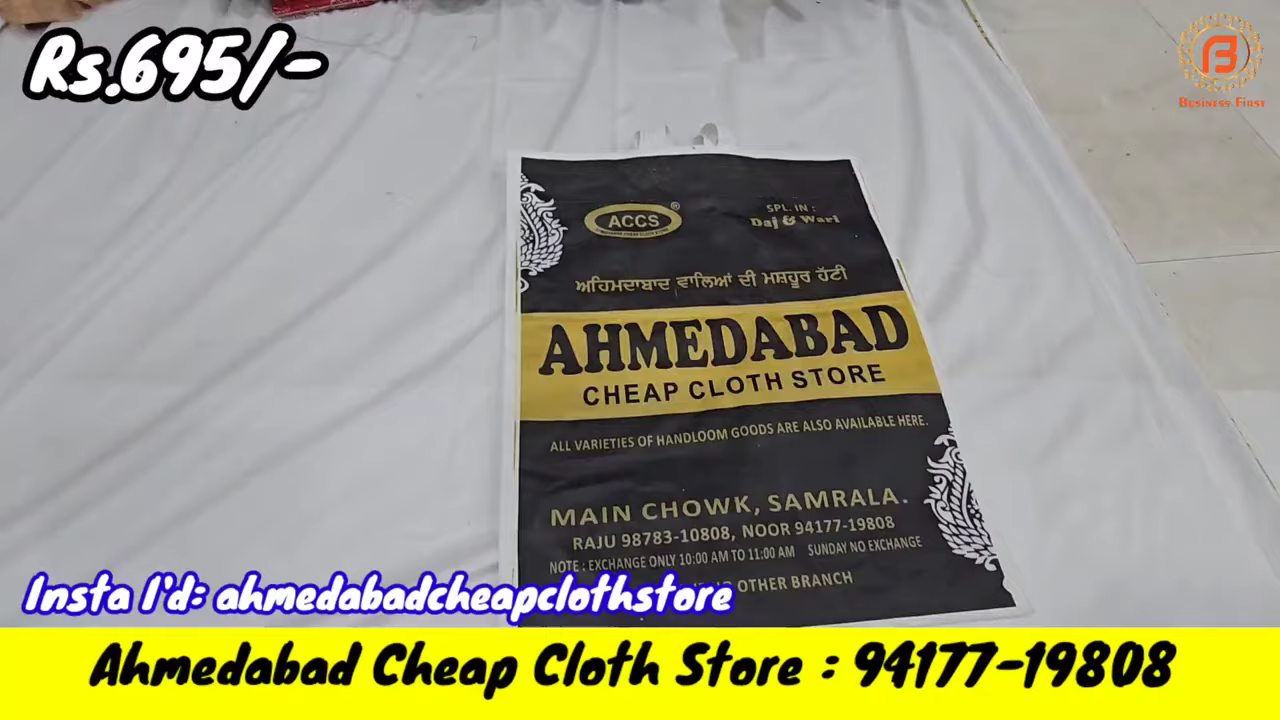 Rs.695/-
BUSINESS FIRST
ACCS
®
SPL. IN :
Daj & Wari
ਅਹਿਮਦਾਬਾਦ ਵਾਲਿਆਂ ਦੀ ਮਸ਼ਹੂਰ ਹੱਟੀ
AHMEDABAD
CHEAP CLOTH STORE
ALL VARIETIES OF HANDLOOM GOODS ARE ALSO AVAILABLE HERE.
MAIN CHOWK, SAMRALA.
RAJU 98783-10808, NOOR 94177-19808
NOTE : EXCHANGE ONLY 10:00 AM TO 11:00 AM SUNDAY NO EXCHANGE
OTHER BRANCH
Insta I'd: ahmedabadcheapclothstore
Ahmedabad Cheap Cloth Store : 94177-19808